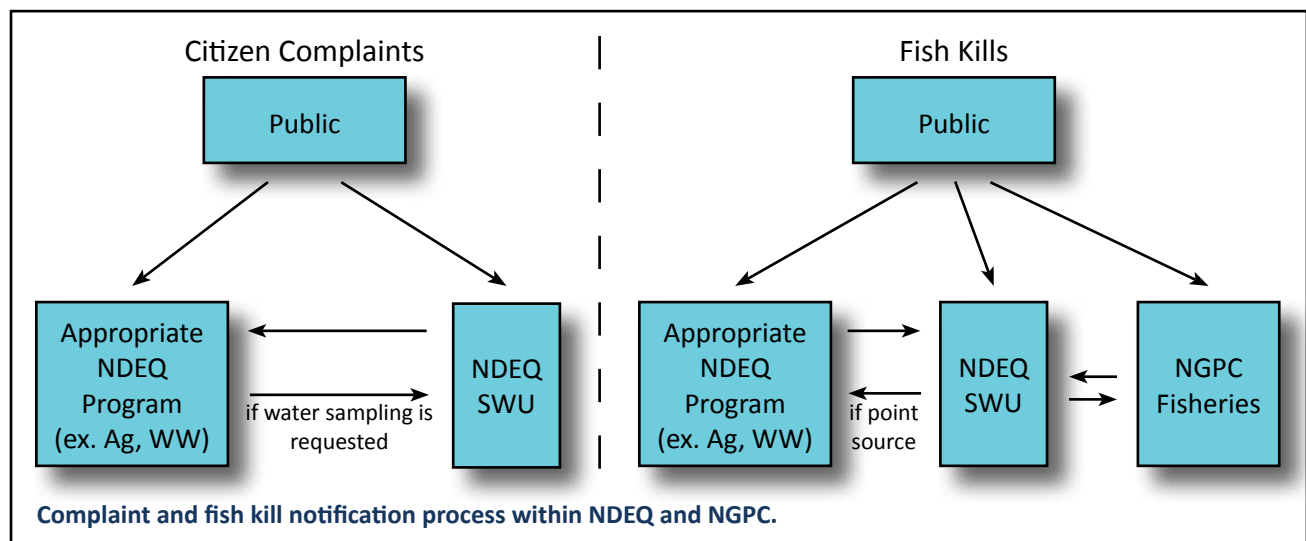 Citizen Complaints
Public
Appropriate
NDEQ
Program
(ex. Ag, WW)
if water sampling is
requested
NDEQ
SWU
Fish Kills
Public
Appropriate
NDEQ
Program
(ex. Ag, WW)
if point
source
NDEQ
SWU
NGPC
Fisheries
Complaint and fish kill notification process within NDEQ and NGPC.